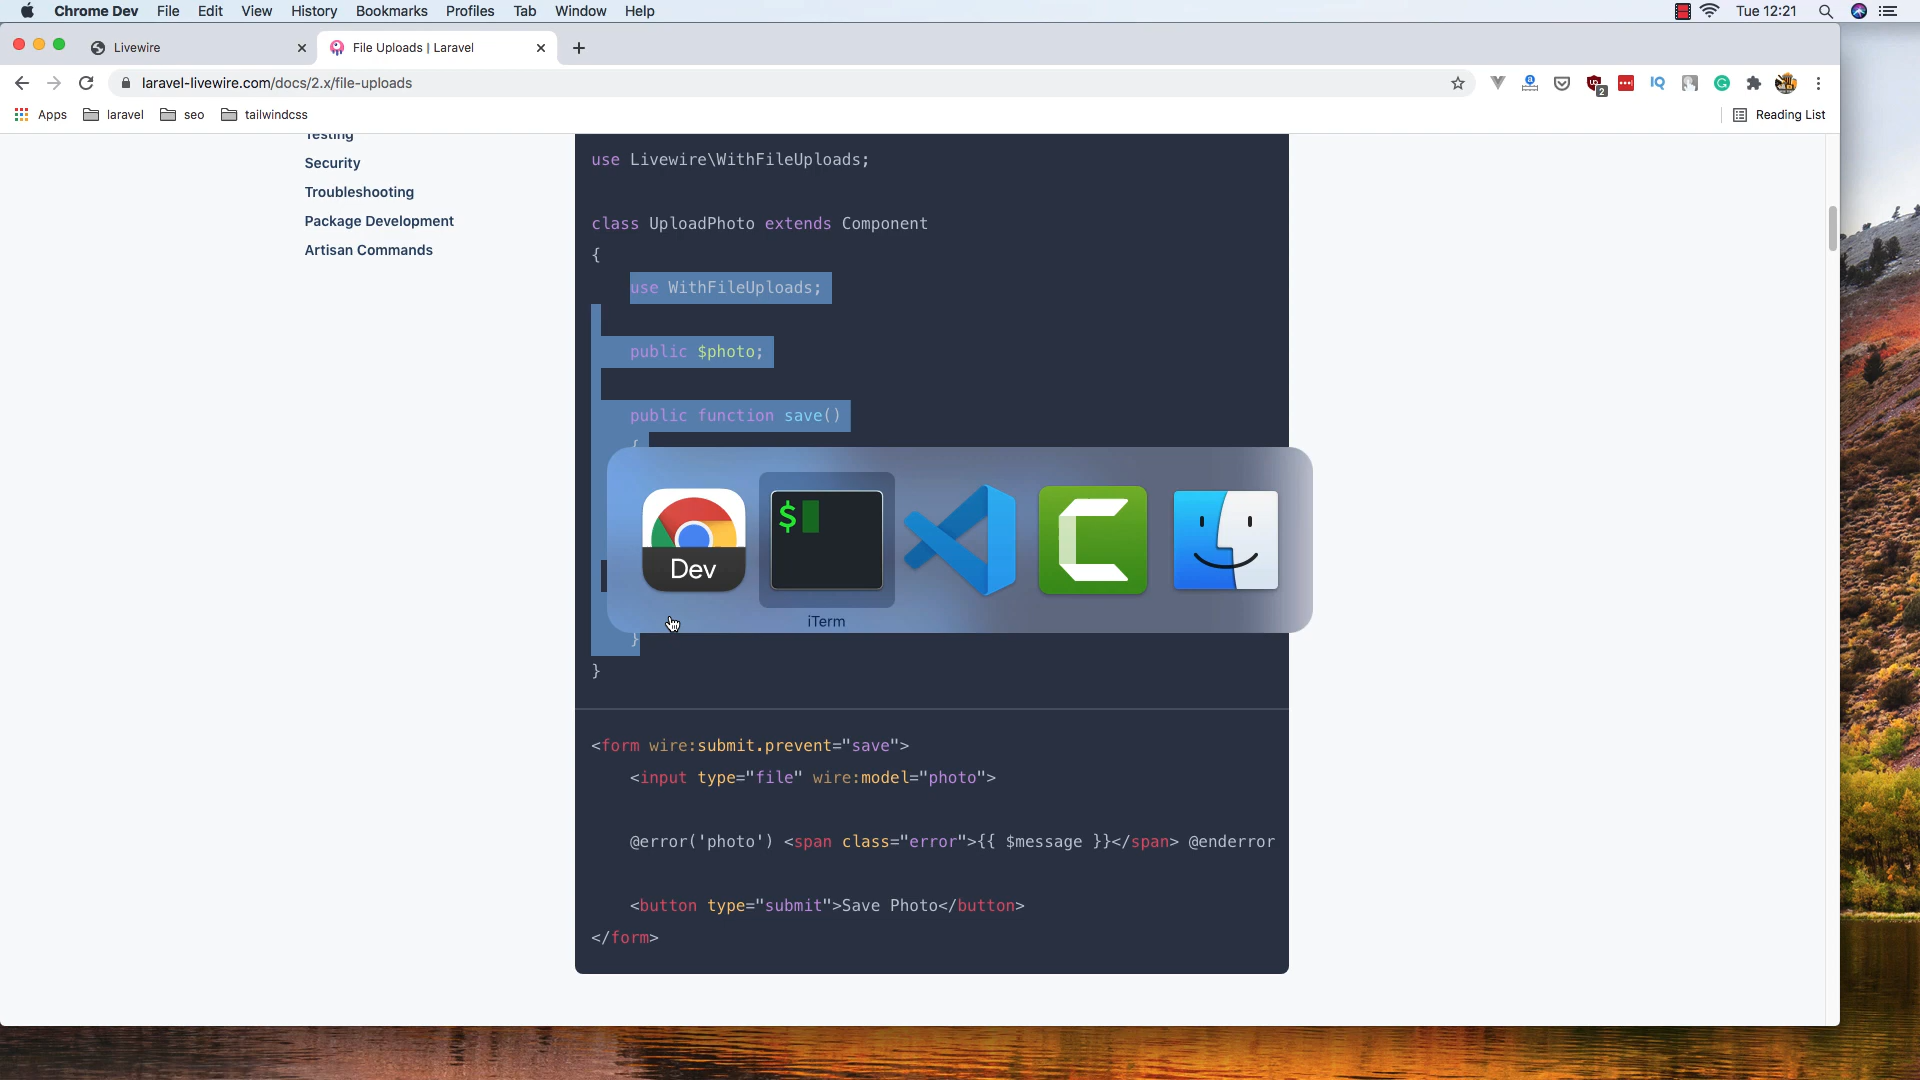 Chrome Dev File Edit View History Bookmarks Profiles Tab Window Help Tue 12:21
Livewire File Uploads | Laravel
laravel-livewire.com/docs/2.x/file-uploads
Apps laravel seo tailwindcss Reading List
Testing
Security
Troubleshooting
Package Development
Artisan Commands
use Livewire\WithFileUploads;
class UploadPhoto extends Component
{
use WithFileUploads;
public $photo;
public function save()
{
$
Dev
iTerm
}
}
<form wire:submit.prevent="save">
<input type="file" wire:model="photo">
@error('photo') <span class="error">{{ $message }}</span> @enderror
<button type="submit">Save Photo</button>
</form>